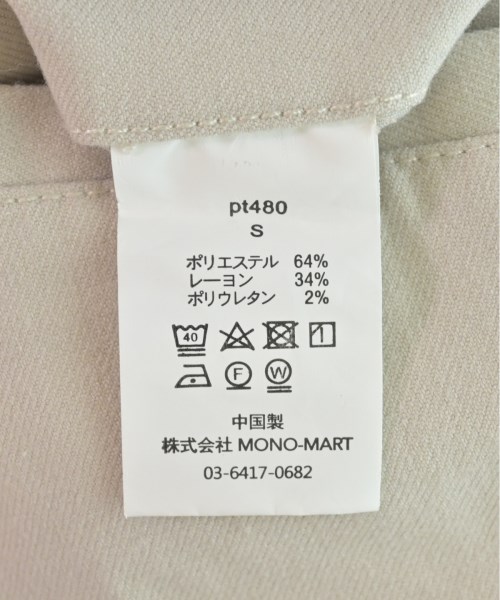 pt480
S
ポリエステル 64%
レーヨン 34%
ポリウレタン 2%
40
F W
中国製
株式会社 MONO-MART
03-6417-0682